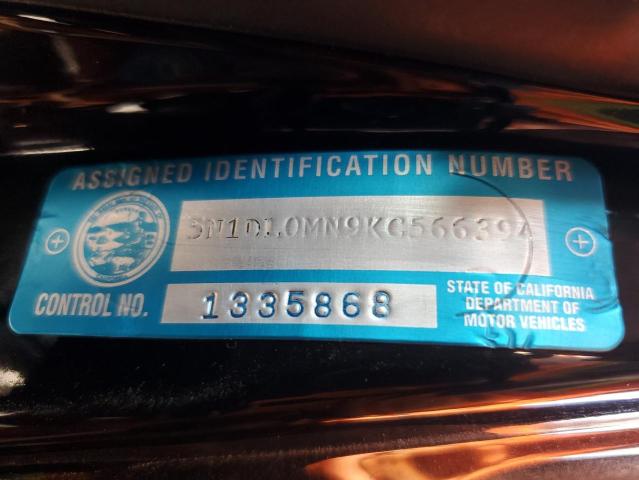 ASSIGNED IDENTIFICATION NUMBER
5N1DL0MN9KC566394
CONTROL NO. 1335868
STATE OF CALIFORNIA
DEPARTMENT OF
MOTOR VEHICLES